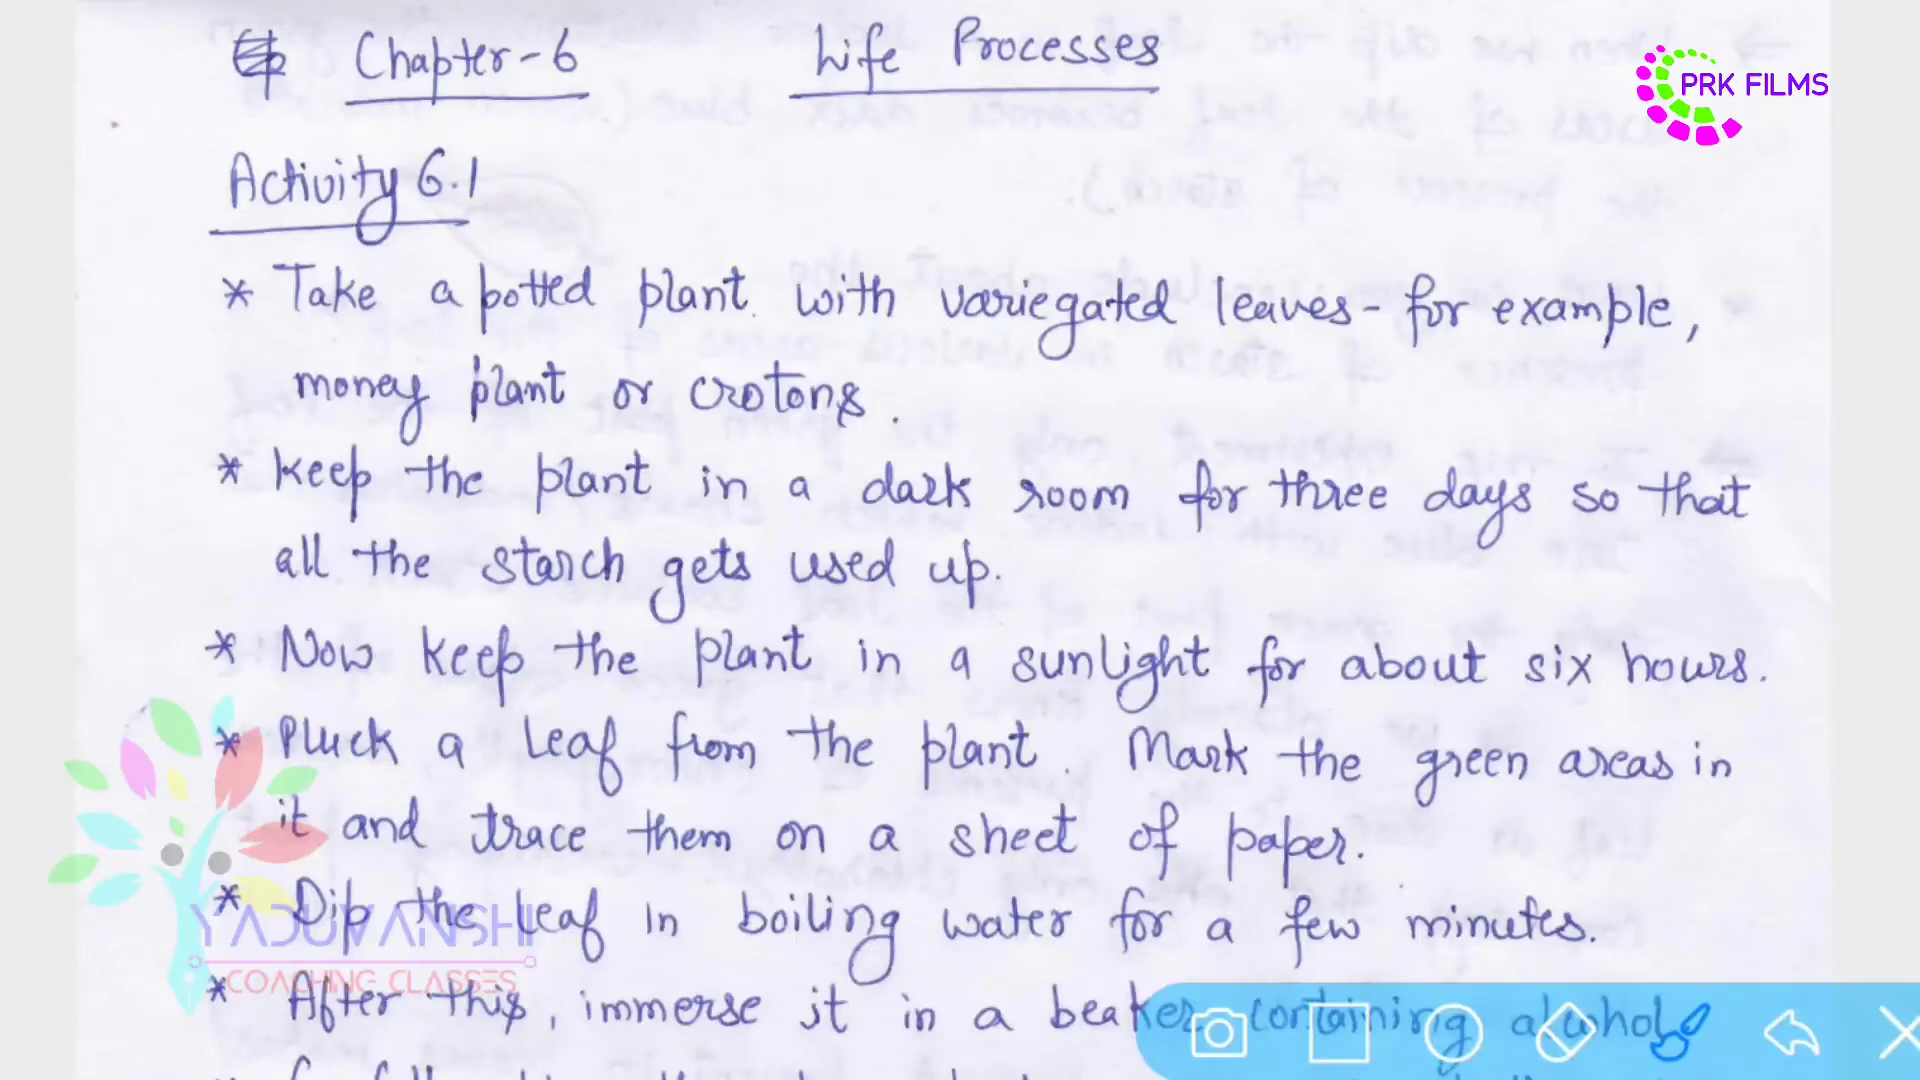 Chapter-6 Life Processes
PRK FILMS
Activity 6.1
* Take a potted plant with variegated leaves - for example,
money plant or crotons.
* Keep the plant in a dark room for three days so that
all the starch gets used up.
* Now keep the plant in a sunlight for about six hours.
* Pluck a leaf from the plant. Mark the green areas in
it and trace them on a sheet of paper.
* Dip the leaf in boiling water for a few minutes.
YADUVANSHI
COACHING CLASSES
* After this, immerse it in a beaker containing alcohol